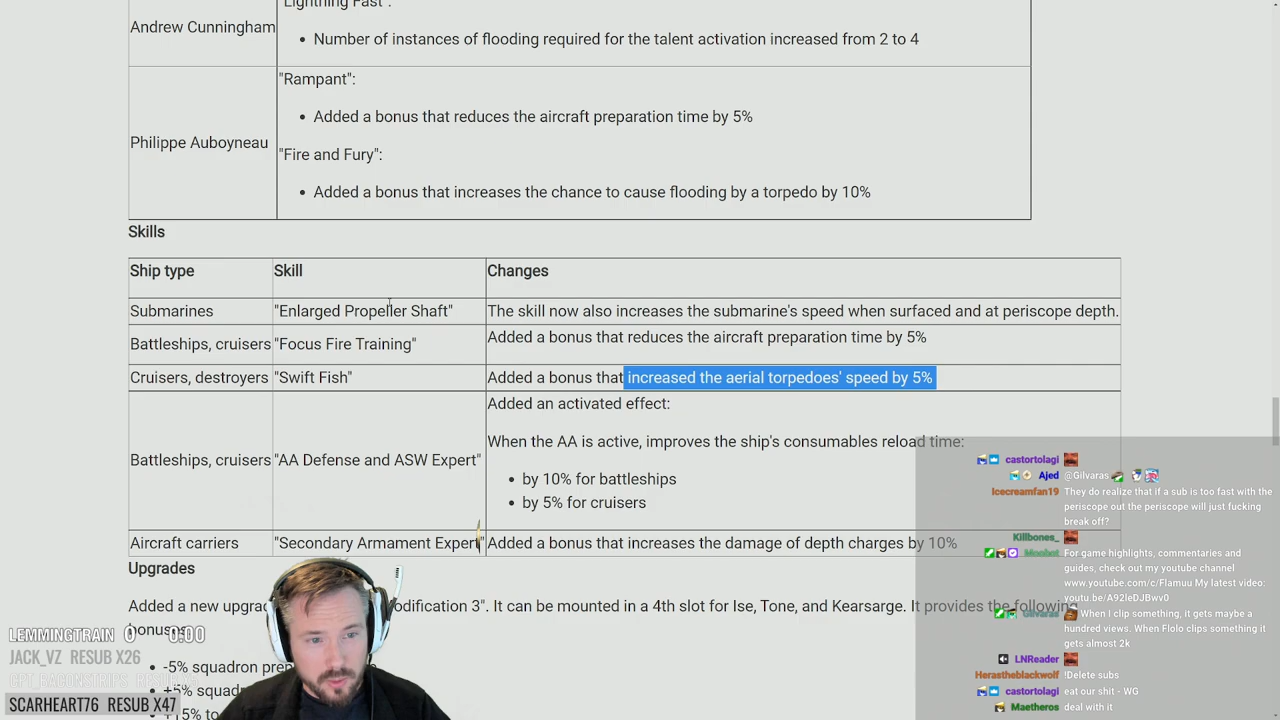 "Lightning Fast":
Andrew Cunningham
Number of instances of flooding required for the talent activation increased from 2 to 4
"Rampant":
Added a bonus that reduces the aircraft preparation time by 5%
Philippe Auboyneau
"Fire and Fury":
Added a bonus that increases the chance to cause flooding by a torpedo by 10%
Skills
Ship type Skill Changes
Submarines "Enlarged Propeller Shaft" The skill now also increases the submarine's speed when surfaced and at periscope depth.
Battleships, cruisers "Focus Fire Training" Added a bonus that reduces the aircraft preparation time by 5%
Cruisers, destroyers "Swift Fish" Added a bonus that increased the aerial torpedoes' speed by 5%
Added an activated effect:
When the AA is active, improves the ship's consumables reload time:
Battleships, cruisers "AA Defense and ASW Expert"
by 10% for battleships
by 5% for cruisers
Aircraft carriers "Secondary Armament Expert" Added a bonus that increases the damage of depth charges by 10%
Upgrades
Added a new upgrade odification 3". It can be mounted in a 4th slot for Ise, Tone, and Kearsarge. It provides the following
bonuses
-5% squadron prep
+5% squad
+15% to
castortolagi
Ajed @Gilvaras
Icecreamfan19 They do realize that if a sub is too fast with the
periscope out the periscope will just fucking
break off?
Killbones_
Moobot For game highlights, commentaries and
guides, check out my youtube channel
www.youtube.com/c/Flamuu My latest video:
youtu.be/A92leDJBwv0
Gilvaras When I clip something, it gets maybe a
hundred views. When Flolo clips something it
gets almost 2k
LNReader
Herastheblackwolf !Delete subs
castortolagi eat our shit - WG
Maetheros deal with it
LEMMINGTRAIN 0 0:00
JACK_VZ RESUB X26
SCARHEART76 RESUB X47